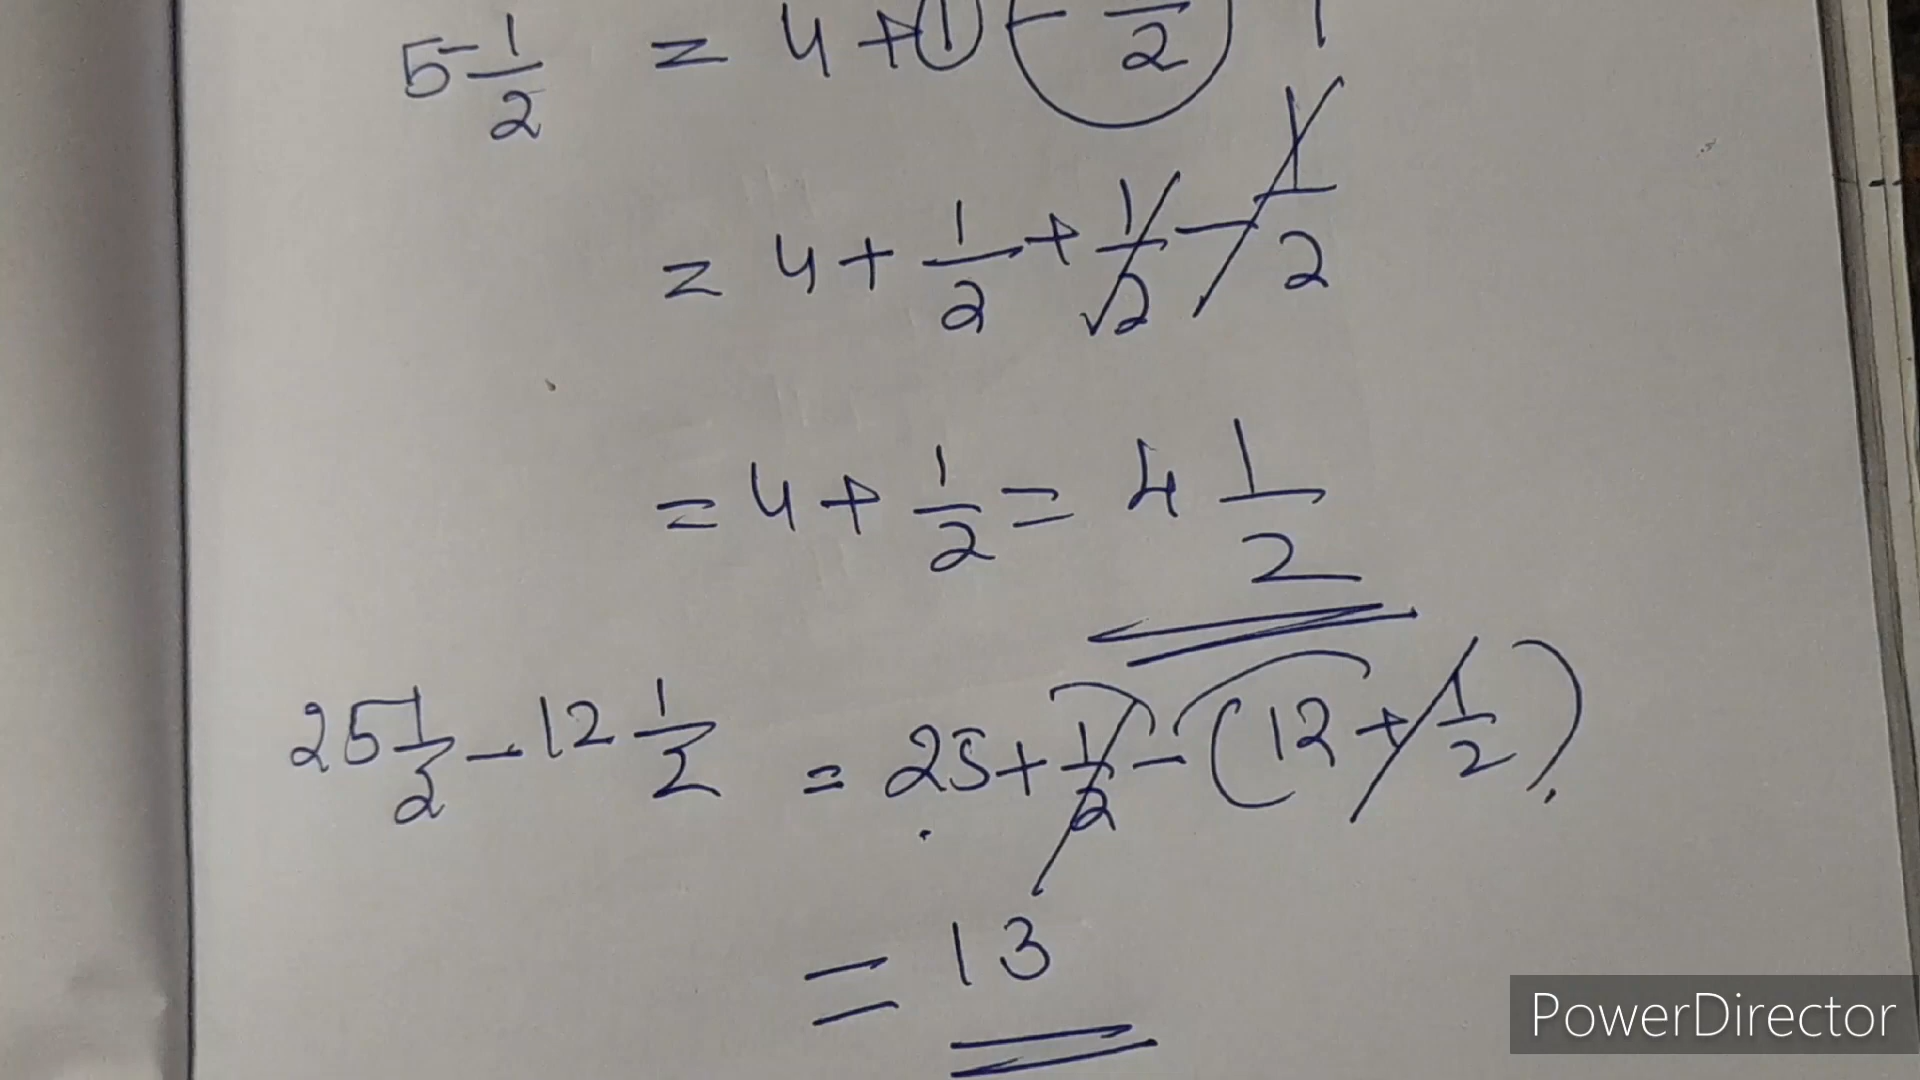 5 - 1/2 = 4 + 1 - 1/2
= 4 + 1/2 + 1/2 - 1/2
= 4 + 1/2 = 4 1/2
25 1/2 - 12 1/2 = 25 + 1/2 - (12 + 1/2)
= 13
PowerDirector